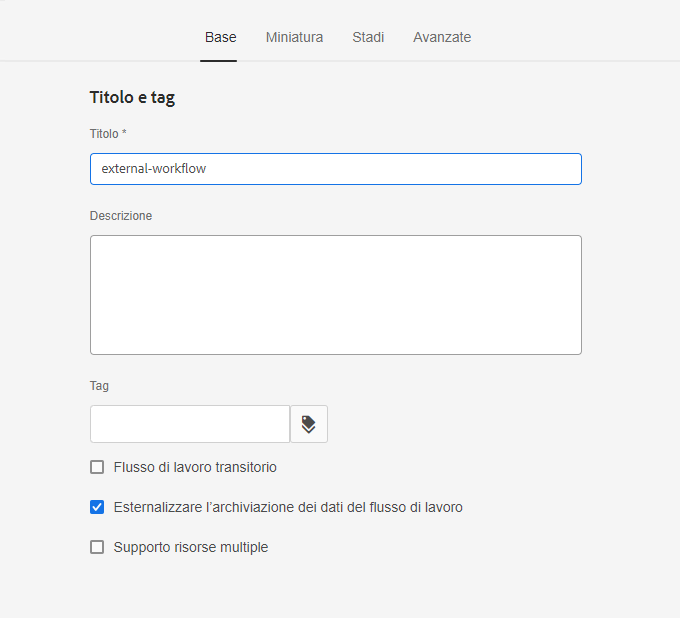 Base Miniatura Stadi Avanzate
Titolo e tag
Titolo *
external-workflow
Descrizione
Tag
Flusso di lavoro transitorio
Esternalizzare l’archiviazione dei dati del flusso di lavoro
Supporto risorse multiple